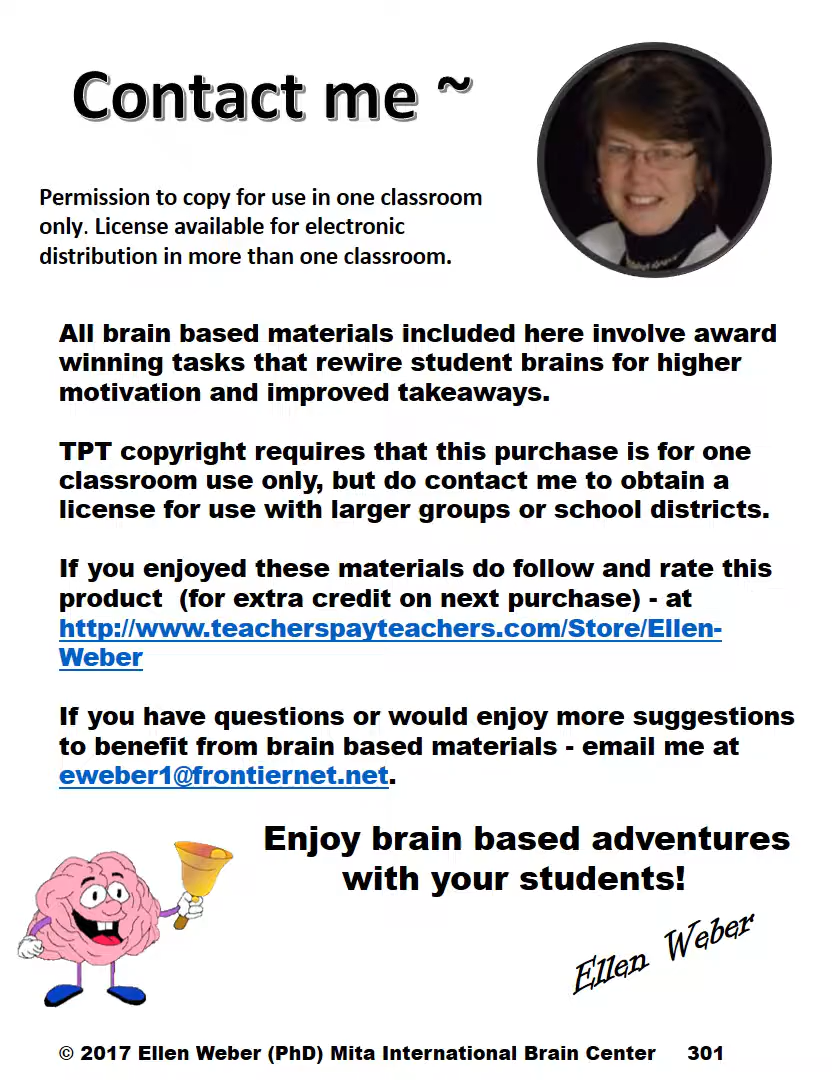 Contact me ~
Permission to copy for use in one classroom
only. License available for electronic
distribution in more than one classroom.
All brain based materials included here involve award
winning tasks that rewire student brains for higher
motivation and improved takeaways.
TPT copyright requires that this purchase is for one
classroom use only, but do contact me to obtain a
license for use with larger groups or school districts.
If you enjoyed these materials do follow and rate this
product  (for extra credit on next purchase) - at
http://www.teacherspayteachers.com/Store/Ellen-
Weber
If you have questions or would enjoy more suggestions
to benefit from brain based materials - email me at
eweber1@frontiernet.net.
Enjoy brain based adventures
with your students!
Ellen Weber
© 2017 Ellen Weber (PhD) Mita International Brain Center 301